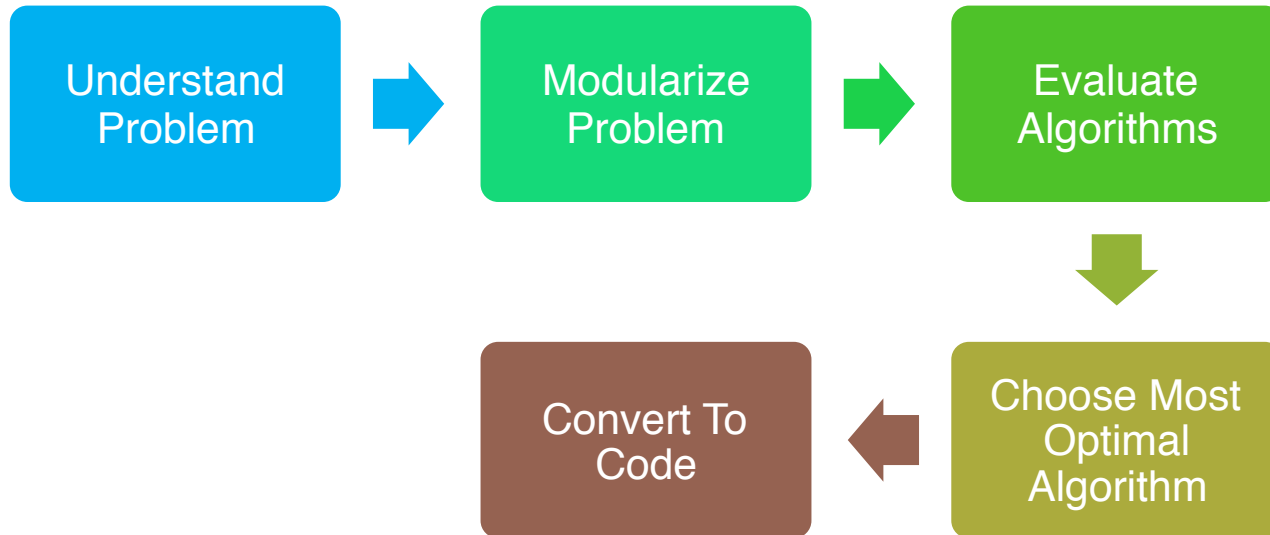 Understand
Problem
Modularize
Problem
Evaluate
Algorithms
Choose Most
Optimal
Algorithm
Convert To
Code